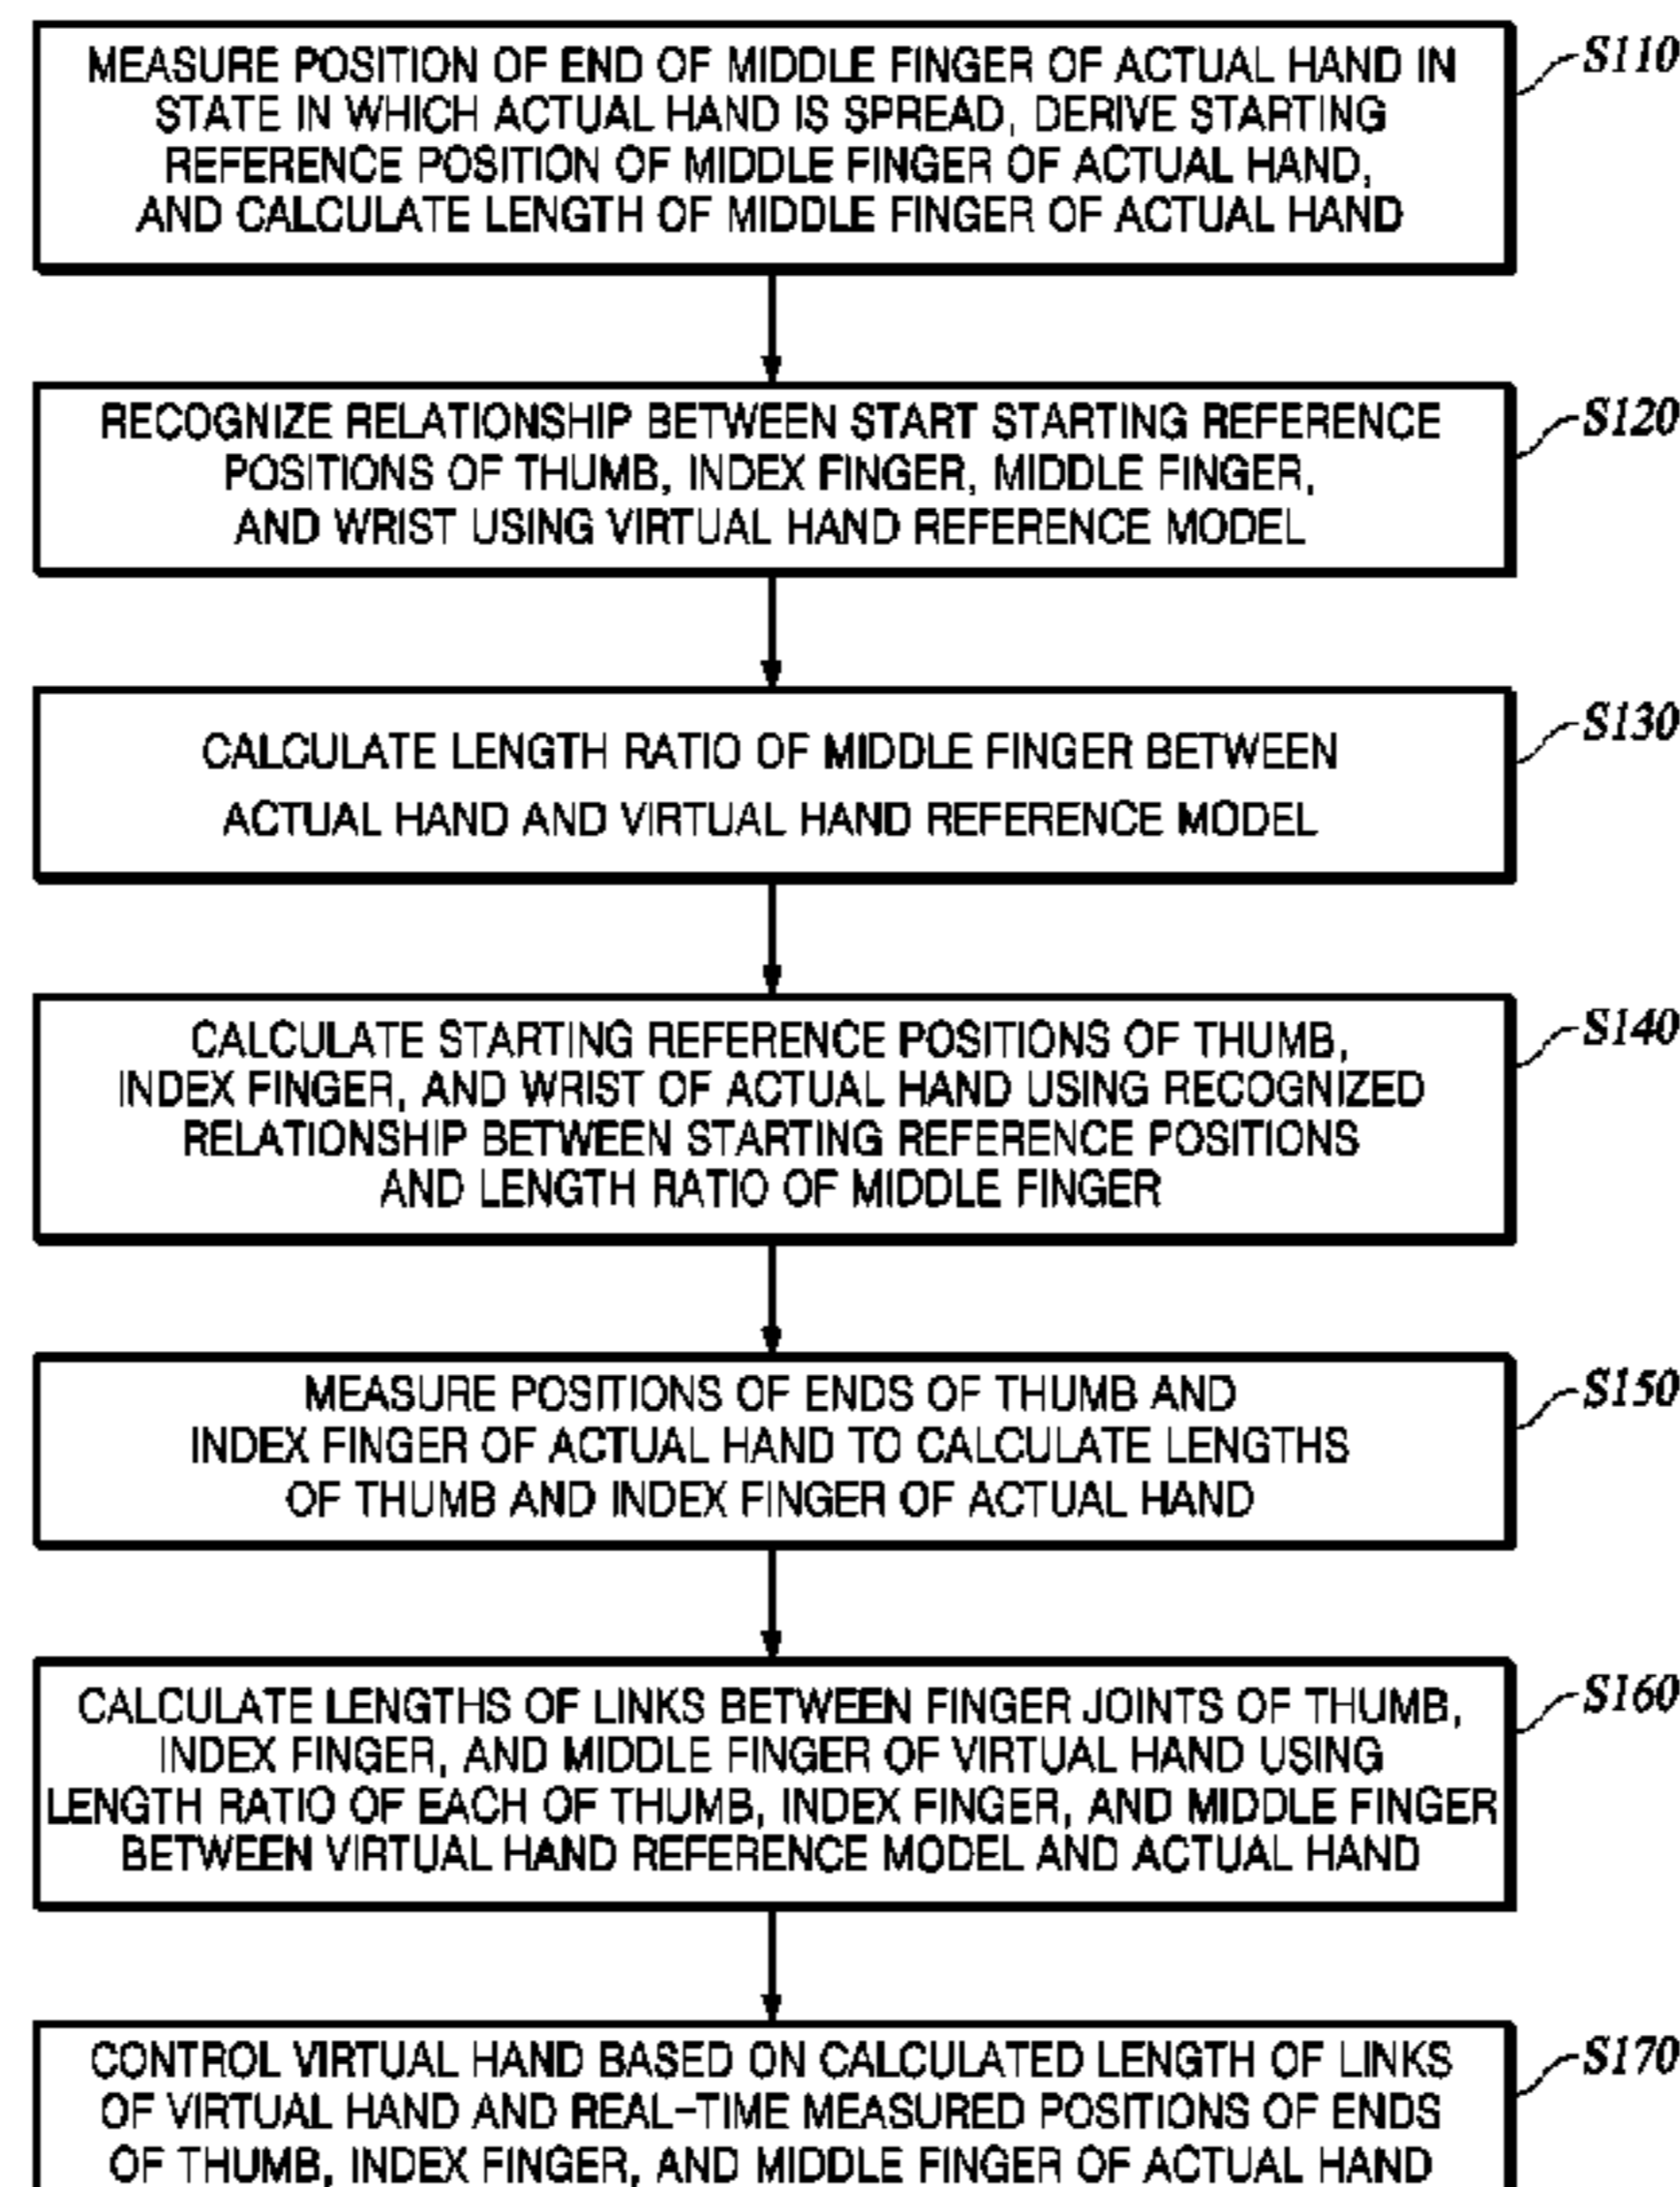 MEASURE POSITION OF END OF MIDDLE FINGER OF ACTUAL HAND IN
STATE IN WHICH ACTUAL HAND IS SPREAD, DERIVE STARTING
REFERENCE POSITION OF MIDDLE FINGER OF ACTUAL HAND,
AND CALCULATE LENGTH OF MIDDLE FINGER OF ACTUAL HAND
S110
RECOGNIZE RELATIONSHIP BETWEEN START STARTING REFERENCE
POSITIONS OF THUMB, INDEX FINGER, MIDDLE FINGER,
AND WRIST USING VIRTUAL HAND REFERENCE MODEL
S120
CALCULATE LENGTH RATIO OF MIDDLE FINGER BETWEEN
ACTUAL HAND AND VIRTUAL HAND REFERENCE MODEL
S130
CALCULATE STARTING REFERENCE POSITIONS OF THUMB,
INDEX FINGER, AND WRIST OF ACTUAL HAND USING RECOGNIZED
RELATIONSHIP BETWEEN STARTING REFERENCE POSITIONS
AND LENGTH RATIO OF MIDDLE FINGER
S140
MEASURE POSITIONS OF ENDS OF THUMB AND
INDEX FINGER OF ACTUAL HAND TO CALCULATE LENGTHS
OF THUMB AND INDEX FINGER OF ACTUAL HAND
S150
CALCULATE LENGTHS OF LINKS BETWEEN FINGER JOINTS OF THUMB,
INDEX FINGER, AND MIDDLE FINGER OF VIRTUAL HAND USING
LENGTH RATIO OF EACH OF THUMB, INDEX FINGER, AND MIDDLE FINGER
BETWEEN VIRTUAL HAND REFERENCE MODEL AND ACTUAL HAND
S160
CONTROL VIRTUAL HAND BASED ON CALCULATED LENGTH OF LINKS
OF VIRTUAL HAND AND REAL-TIME MEASURED POSITIONS OF ENDS
OF THUMB, INDEX FINGER, AND MIDDLE FINGER OF ACTUAL HAND
S170